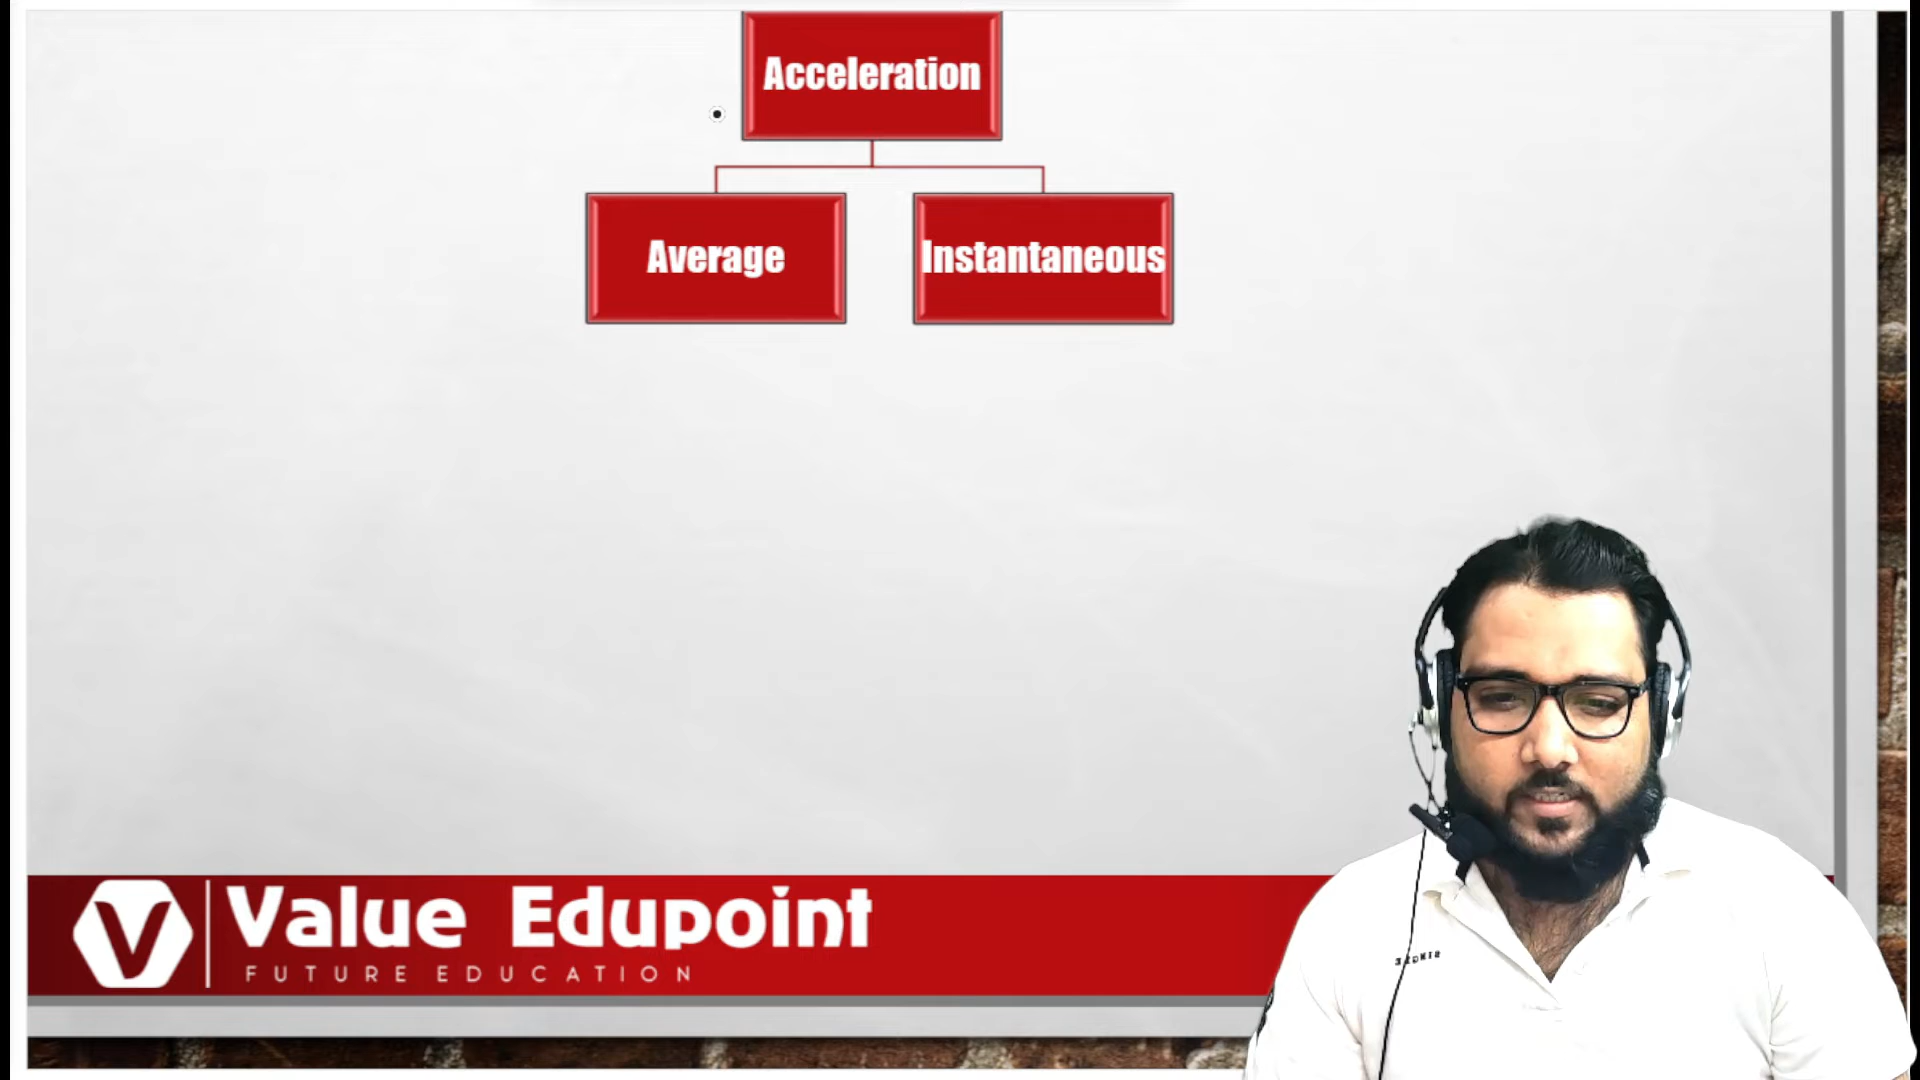 Acceleration
Average
Instantaneous
Value Edupoint
FUTURE EDUCATION